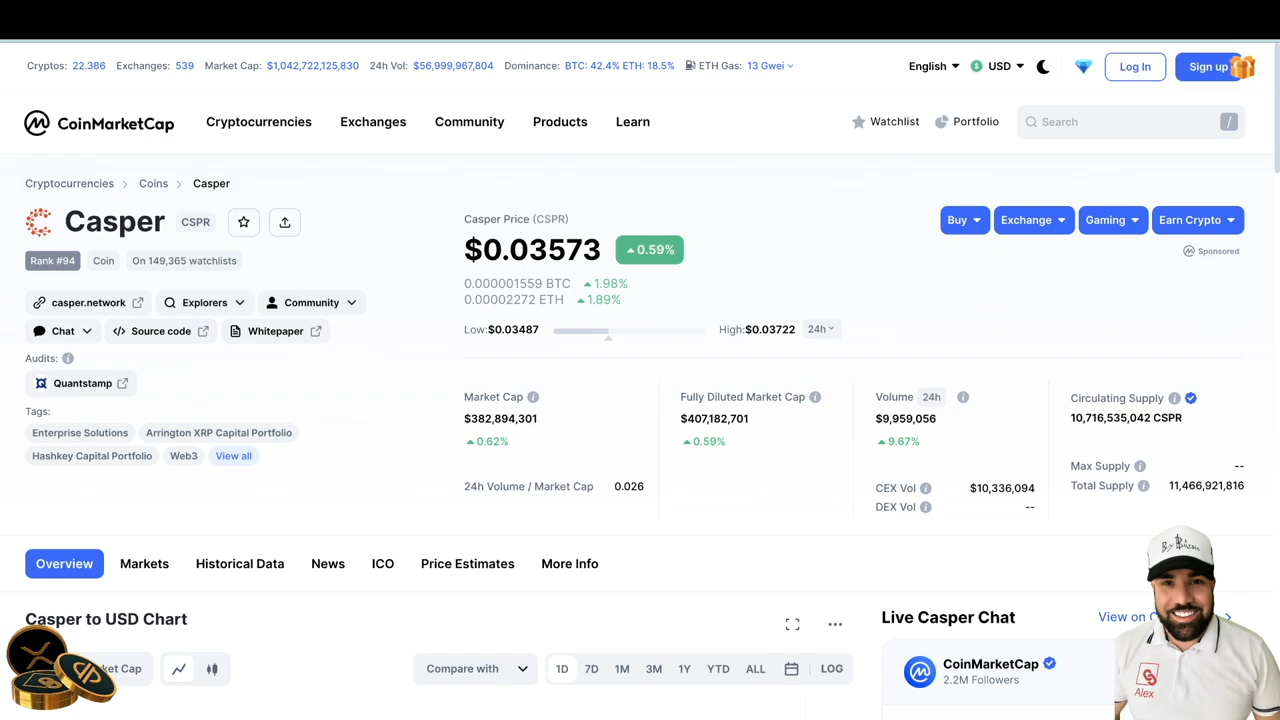 Cryptos: 22.386 Exchanges: 539 Market Cap: $1,042,722,125,830 24h Vol: $56,999,967,804 Dominance: BTC: 42.4% ETH: 18.5% ETH Gas: 13 Gwei English USD Log In Sign up
CoinMarketCap Cryptocurrencies Exchanges Community Products Learn Watchlist Portfolio Search /
Cryptocurrencies > Coins > Casper
Casper CSPR
Rank #94 Coin On 149,365 watchlists
casper.network Explorers Community
Chat Source code Whitepaper
Audits:
Quantstamp
Tags:
Enterprise Solutions Arrington XRP Capital Portfolio
Hashkey Capital Portfolio Web3 View all
Casper Price (CSPR)
$0.03573 0.59%
0.000001559 BTC 1.98%
0.00002272 ETH 1.89%
Low:$0.03487 High:$0.03722 24h
Buy Exchange Gaming Earn Crypto
Sponsored
Market Cap
$382,894,301
0.62%
24h Volume / Market Cap 0.026
Fully Diluted Market Cap
$407,182,701
0.59%
Volume 24h
$9,959,056
9.67%
CEX Vol $10,336,094
DEX Vol --
Circulating Supply
10,716,535,042 CSPR
Max Supply --
Total Supply 11,466,921,816
Overview Markets Historical Data News ICO Price Estimates More Info
Casper to USD Chart
ket Cap Compare with 1D 7D 1M 3M 1Y YTD ALL LOG
Live Casper Chat View on
CoinMarketCap
2.2M Followers
Alex